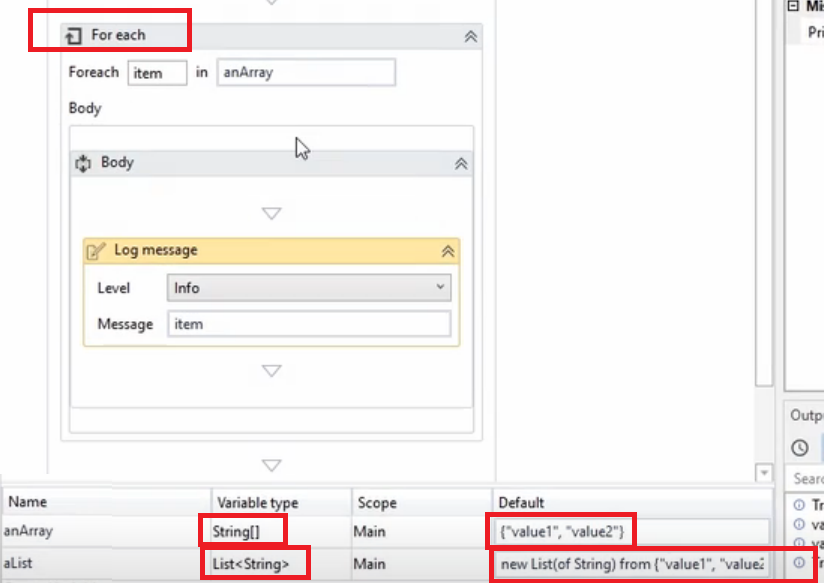 Mis
For each
Pri
Foreach item in anArray
Body
Body
Log message
Level Info
Message item
Outp
Sear
Name Variable type Scope Default
anArray String[] Main {"value1", "value2"}
Tr
va
va
aList List<String> Main new List(of String) from {"value1", "value2
Tr